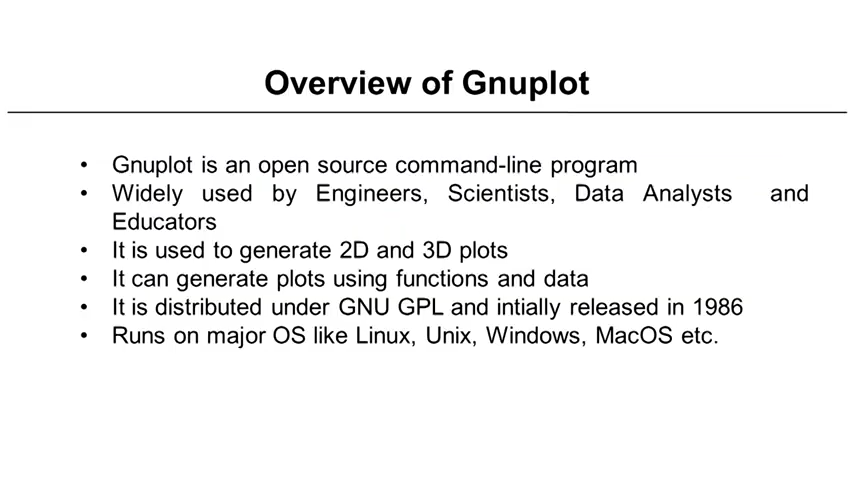 Overview of Gnuplot
• Gnuplot is an open source command-line program
• Widely used by Engineers, Scientists, Data Analysts and
Educators
• It is used to generate 2D and 3D plots
• It can generate plots using functions and data
• It is distributed under GNU GPL and intially released in 1986
• Runs on major OS like Linux, Unix, Windows, MacOS etc.